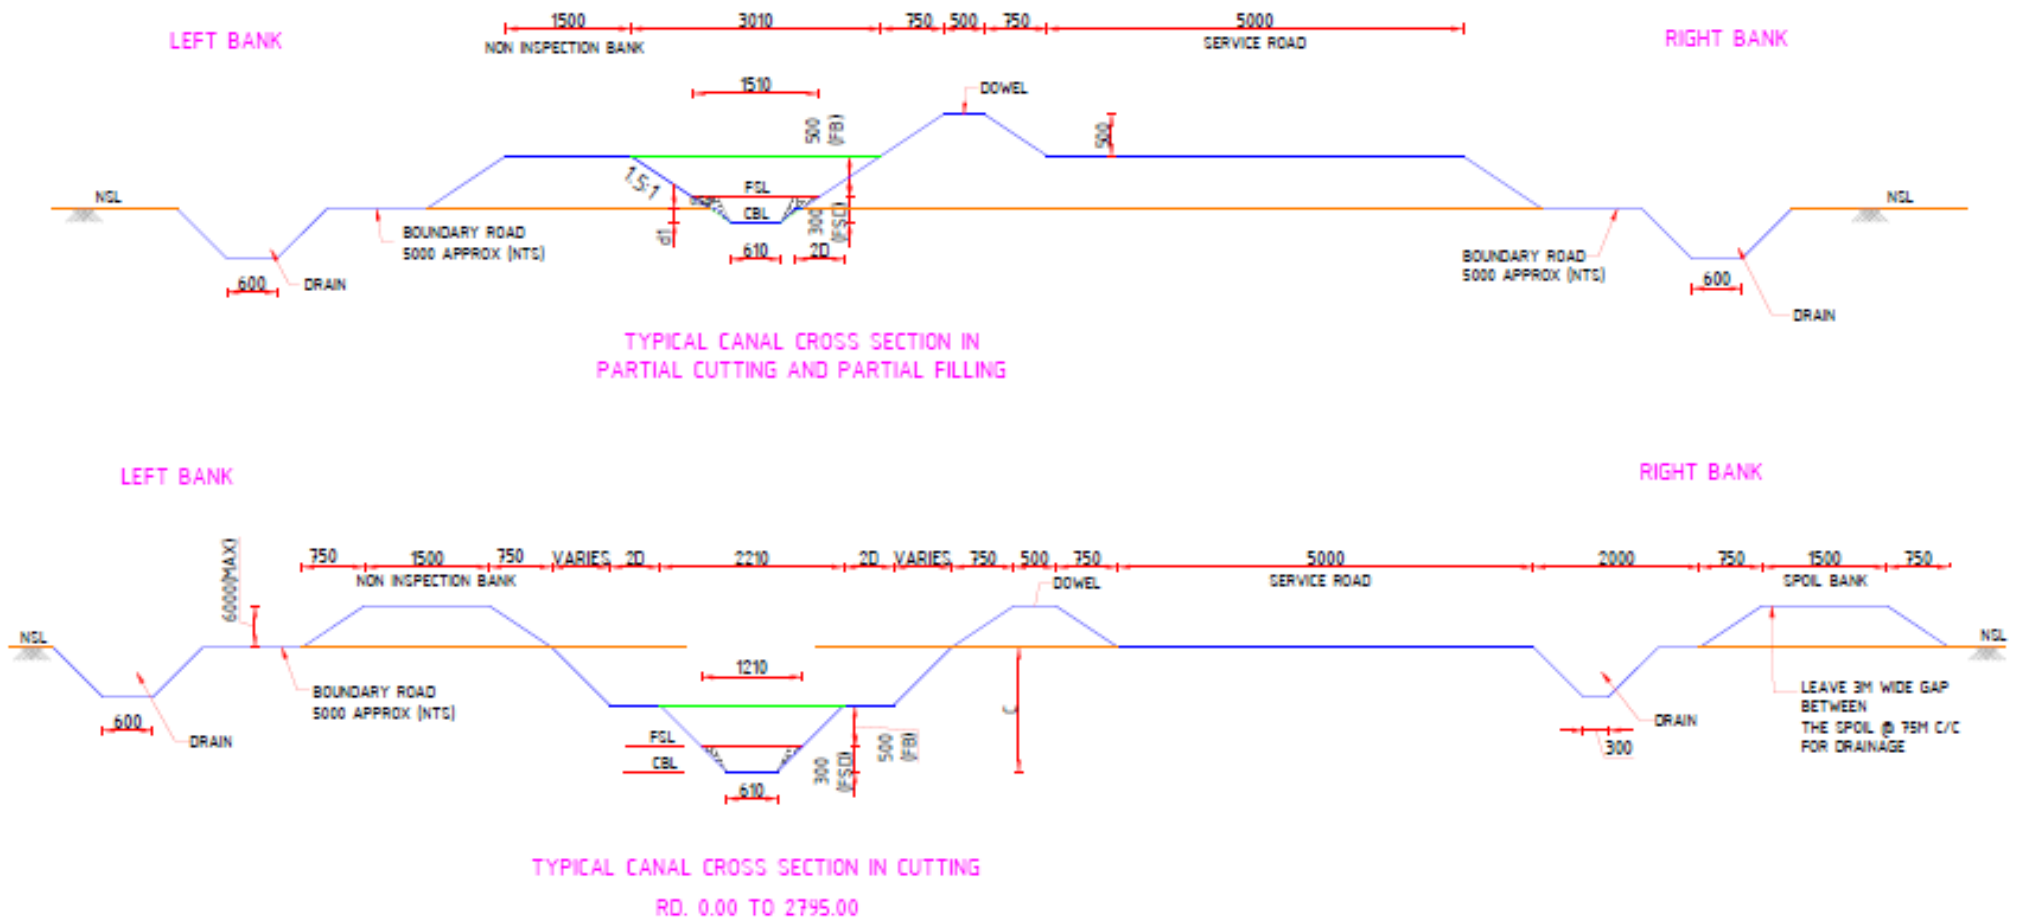 1500 3010 750 500 750 5000
LEFT BANK NON INSPECTION BANK SERVICE ROAD RIGHT BANK
1510
DOWEL
500
(FB)
500
1.5:1
NSL FSL NSL
CBL
300
(FSD)
d1
BOUNDARY ROAD
5000 APPROX (NTS)
610 2D
BOUNDARY ROAD
5000 APPROX (NTS)
600 DRAIN
600
DRAIN
TYPICAL CANAL CROSS SECTION IN
PARTIAL CUTTING AND PARTIAL FILLING
LEFT BANK RIGHT BANK
6000(MAX)
750 1500 750 VARIES 2D 2210 2D VARIES 750 500 750 5000 2000 750 1500 750
NON INSPECTION BANK DOWEL SERVICE ROAD SPOIL BANK
NSL NSL
1210
C
BOUNDARY ROAD
5000 APPROX (NTS)
600
DRAIN
FSL
CBL
300
(FSD)
500
(FB)
610
DRAIN
300
LEAVE 3M WIDE GAP
BETWEEN
THE SPOIL @ 75M C/C
FOR DRAINAGE
TYPICAL CANAL CROSS SECTION IN CUTTING
RD. 0.00 TO 2795.00